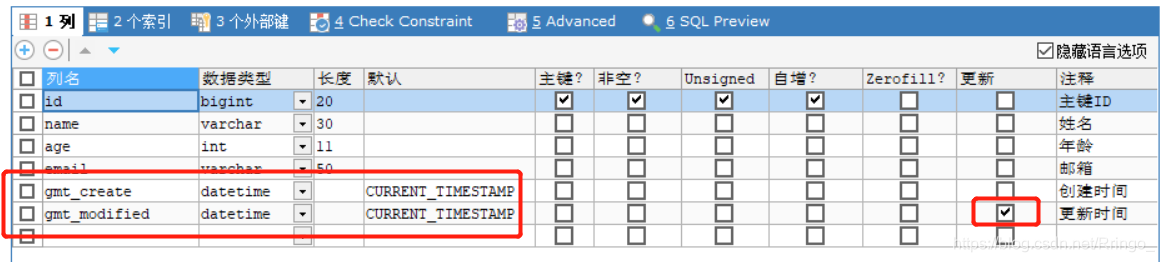 1 列 2 个索引 3 个外部键 4 Check Constraint 5 Advanced 6 SQL Preview
隐藏语言选项
列名 数据类型 长度 默认 主键? 非空? Unsigned 自增? Zerofill? 更新 注释
id bigint 20 主键ID
name varchar 30 姓名
age int 11 年龄
email varchar 50 邮箱
gmt_create datetime CURRENT_TIMESTAMP 创建时间
gmt_modified datetime CURRENT_TIMESTAMP 更新时间
https://blog.csdn.net/Rringo_